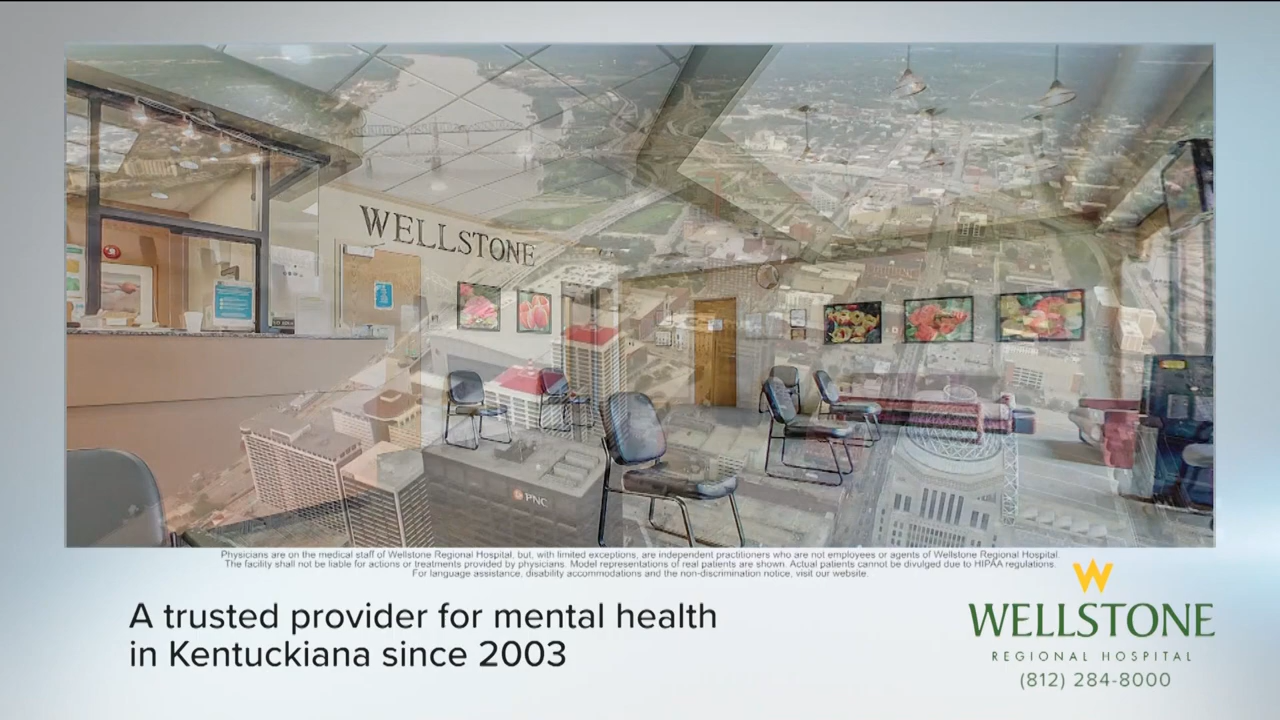 WELLSTONE
PNC
Physicians are on the medical staff of Wellstone Regional Hospital, but, with limited exceptions, are independent practitioners who are not employees or agents of Wellstone Regional Hospital.
The facility shall not be liable for actions or treatments provided by physicians. Model representations of real patients are shown. Actual patients cannot be divulged due to HIPAA regulations.
For language assistance, disability accommodations and the non-discrimination notice, visit our website.
A trusted provider for mental health
in Kentuckiana since 2003
WELLSTONE
REGIONAL HOSPITAL
(812) 284-8000